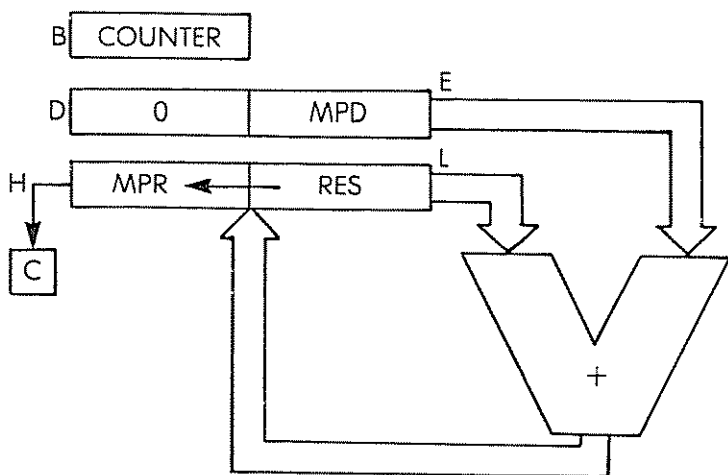 B COUNTER
E
D 0 MPD
H MPR RES L
C
+